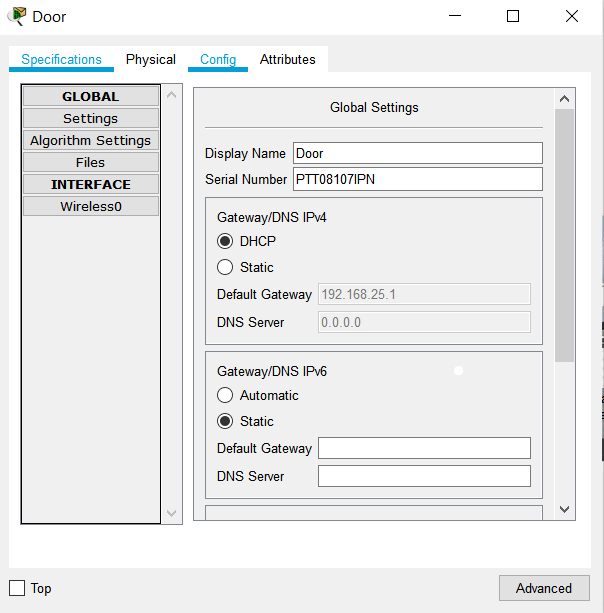 Door
Specifications Physical Config Attributes
GLOBAL
Settings
Algorithm Settings
Files
INTERFACE
Wireless0
Global Settings
Display Name Door
Serial Number PTT08107IPN
Gateway/DNS IPv4
DHCP
Static
Default Gateway 192.168.25.1
DNS Server 0.0.0.0
Gateway/DNS IPv6
Automatic
Static
Default Gateway
DNS Server
Top
Advanced